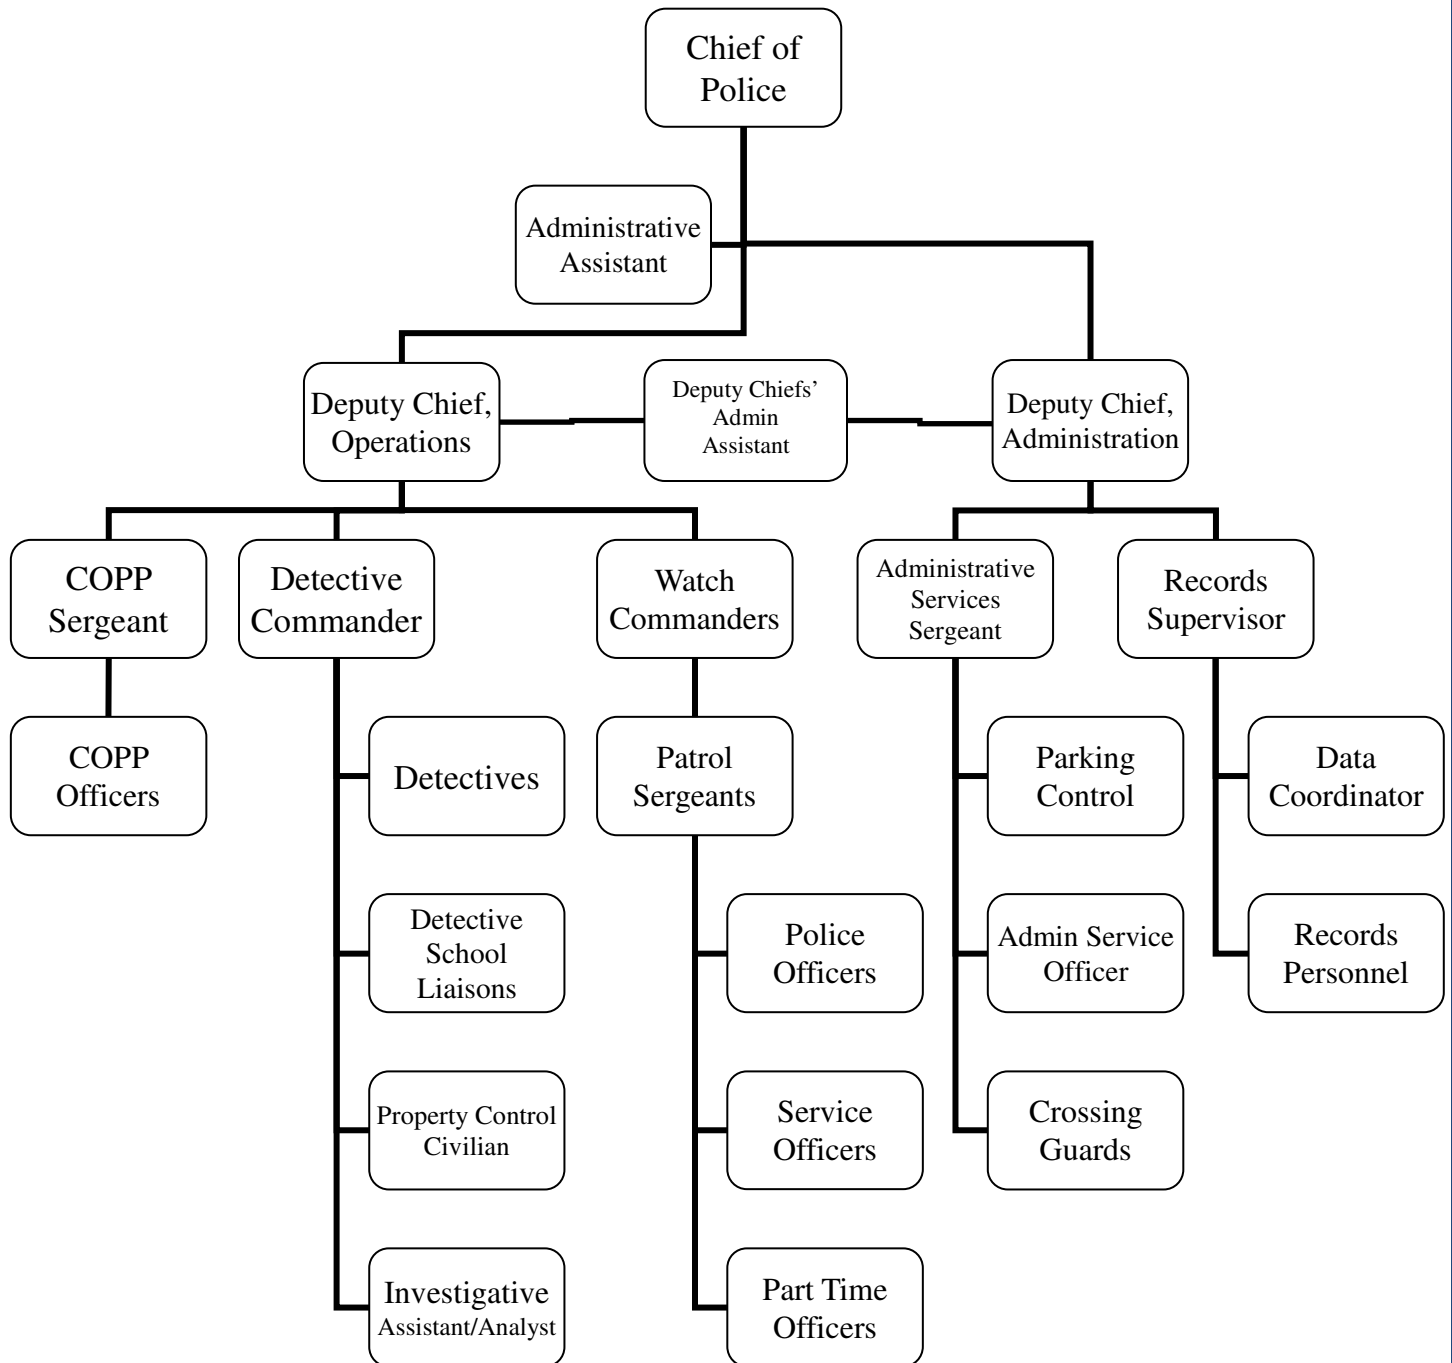 Chief of
Police
Administrative
Assistant
Deputy Chief,
Operations
Deputy Chiefs’
Admin
Assistant
Deputy Chief,
Administration
COPP
Sergeant
Detective
Commander
Watch
Commanders
Administrative
Services
Sergeant
Records
Supervisor
COPP
Officers
Detectives
Patrol
Sergeants
Parking
Control
Data
Coordinator
Detective
School
Liaisons
Police
Officers
Admin Service
Officer
Records
Personnel
Property Control
Civilian
Service
Officers
Crossing
Guards
Investigative
Assistant/Analyst
Part Time
Officers